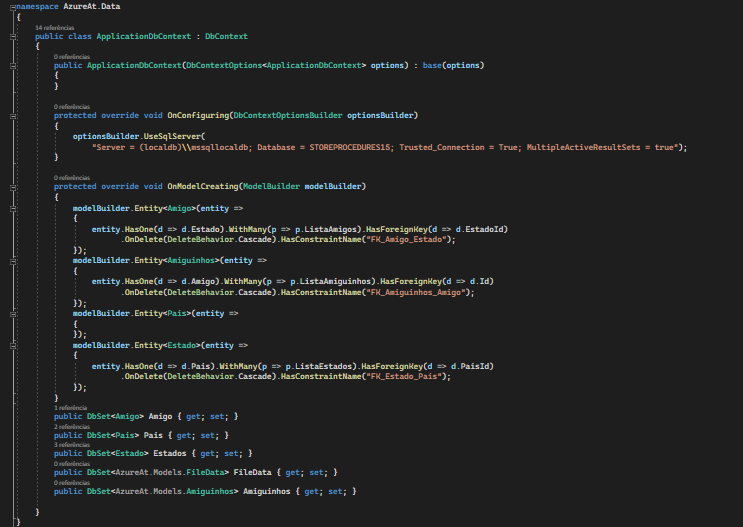 namespace AzureAt.Data
{
14 referências
public class ApplicationDbContext : DbContext
{
0 referências
public ApplicationDbContext(DbContextOptions<ApplicationDbContext> options) : base(options)
{
}
0 referências
protected override void OnConfiguring(DbContextOptionsBuilder optionsBuilder)
{
optionsBuilder.UseSqlServer(
"Server = (localdb)\\mssqllocaldb; Database = STOREPROCEDURES15; Trusted_Connection = True; MultipleActiveResultSets = true");
}
0 referências
protected override void OnModelCreating(ModelBuilder modelBuilder)
{
modelBuilder.Entity<Amigo>(entity =>
{
entity.HasOne(d => d.Estado).WithMany(p => p.ListaAmigos).HasForeignKey(d => d.EstadoId)
.OnDelete(DeleteBehavior.Cascade).HasConstraintName("FK_Amigo_Estado");
});
modelBuilder.Entity<Amiguinhos>(entity =>
{
entity.HasOne(d => d.Amigo).WithMany(p => p.ListaAmiguinhos).HasForeignKey(d => d.Id)
.OnDelete(DeleteBehavior.Cascade).HasConstraintName("FK_Amiguinhos_Amigo");
});
modelBuilder.Entity<Pais>(entity =>
{
});
modelBuilder.Entity<Estado>(entity =>
{
entity.HasOne(d => d.Pais).WithMany(p => p.ListaEstados).HasForeignKey(d => d.PaisId)
.OnDelete(DeleteBehavior.Cascade).HasConstraintName("FK_Estado_Pais");
});
}
1 referência
public DbSet<Amigo> Amigo { get; set; }
2 referências
public DbSet<Pais> Pais { get; set; }
3 referências
public DbSet<Estado> Estados { get; set; }
0 referências
public DbSet<AzureAt.Models.FileData> FileData { get; set; }
0 referências
public DbSet<AzureAt.Models.Amiguinhos> Amiguinhos { get; set; }
}
}